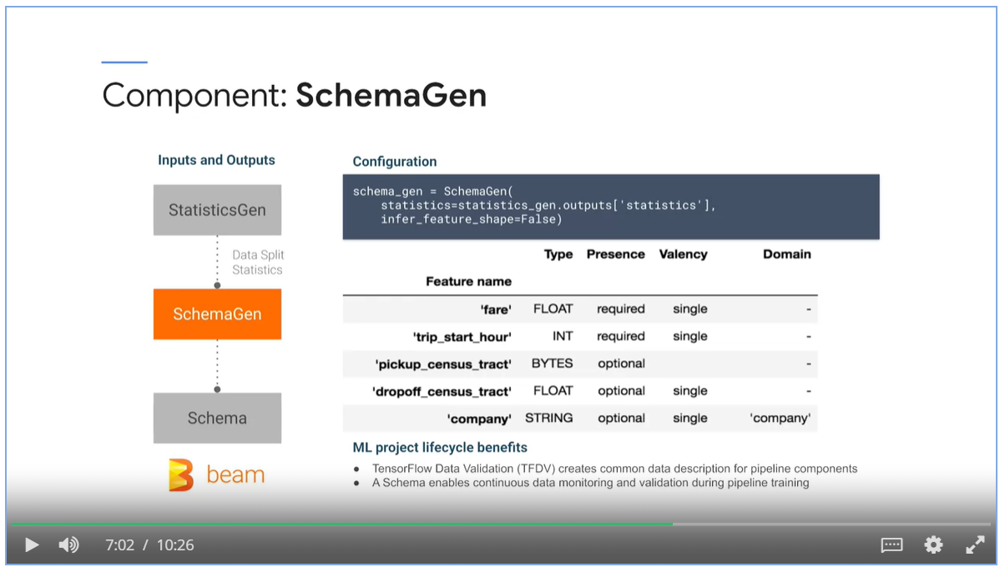 Component: SchemaGen
Inputs and Outputs
StatisticsGen
Data Split
Statistics
SchemaGen
Schema
beam
Configuration
schema_gen = SchemaGen(
statistics=statistics_gen.outputs['statistics'],
infer_feature_shape=False)
Type Presence Valency Domain
Feature name
'fare' FLOAT required single -
'trip_start_hour' INT required single -
'pickup_census_tract' BYTES optional -
'dropoff_census_tract' FLOAT optional single -
'company' STRING optional single 'company'
ML project lifecycle benefits
• TensorFlow Data Validation (TFDV) creates common data description for pipeline components
• A Schema enables continuous data monitoring and validation during pipeline training
7:02 / 10:26